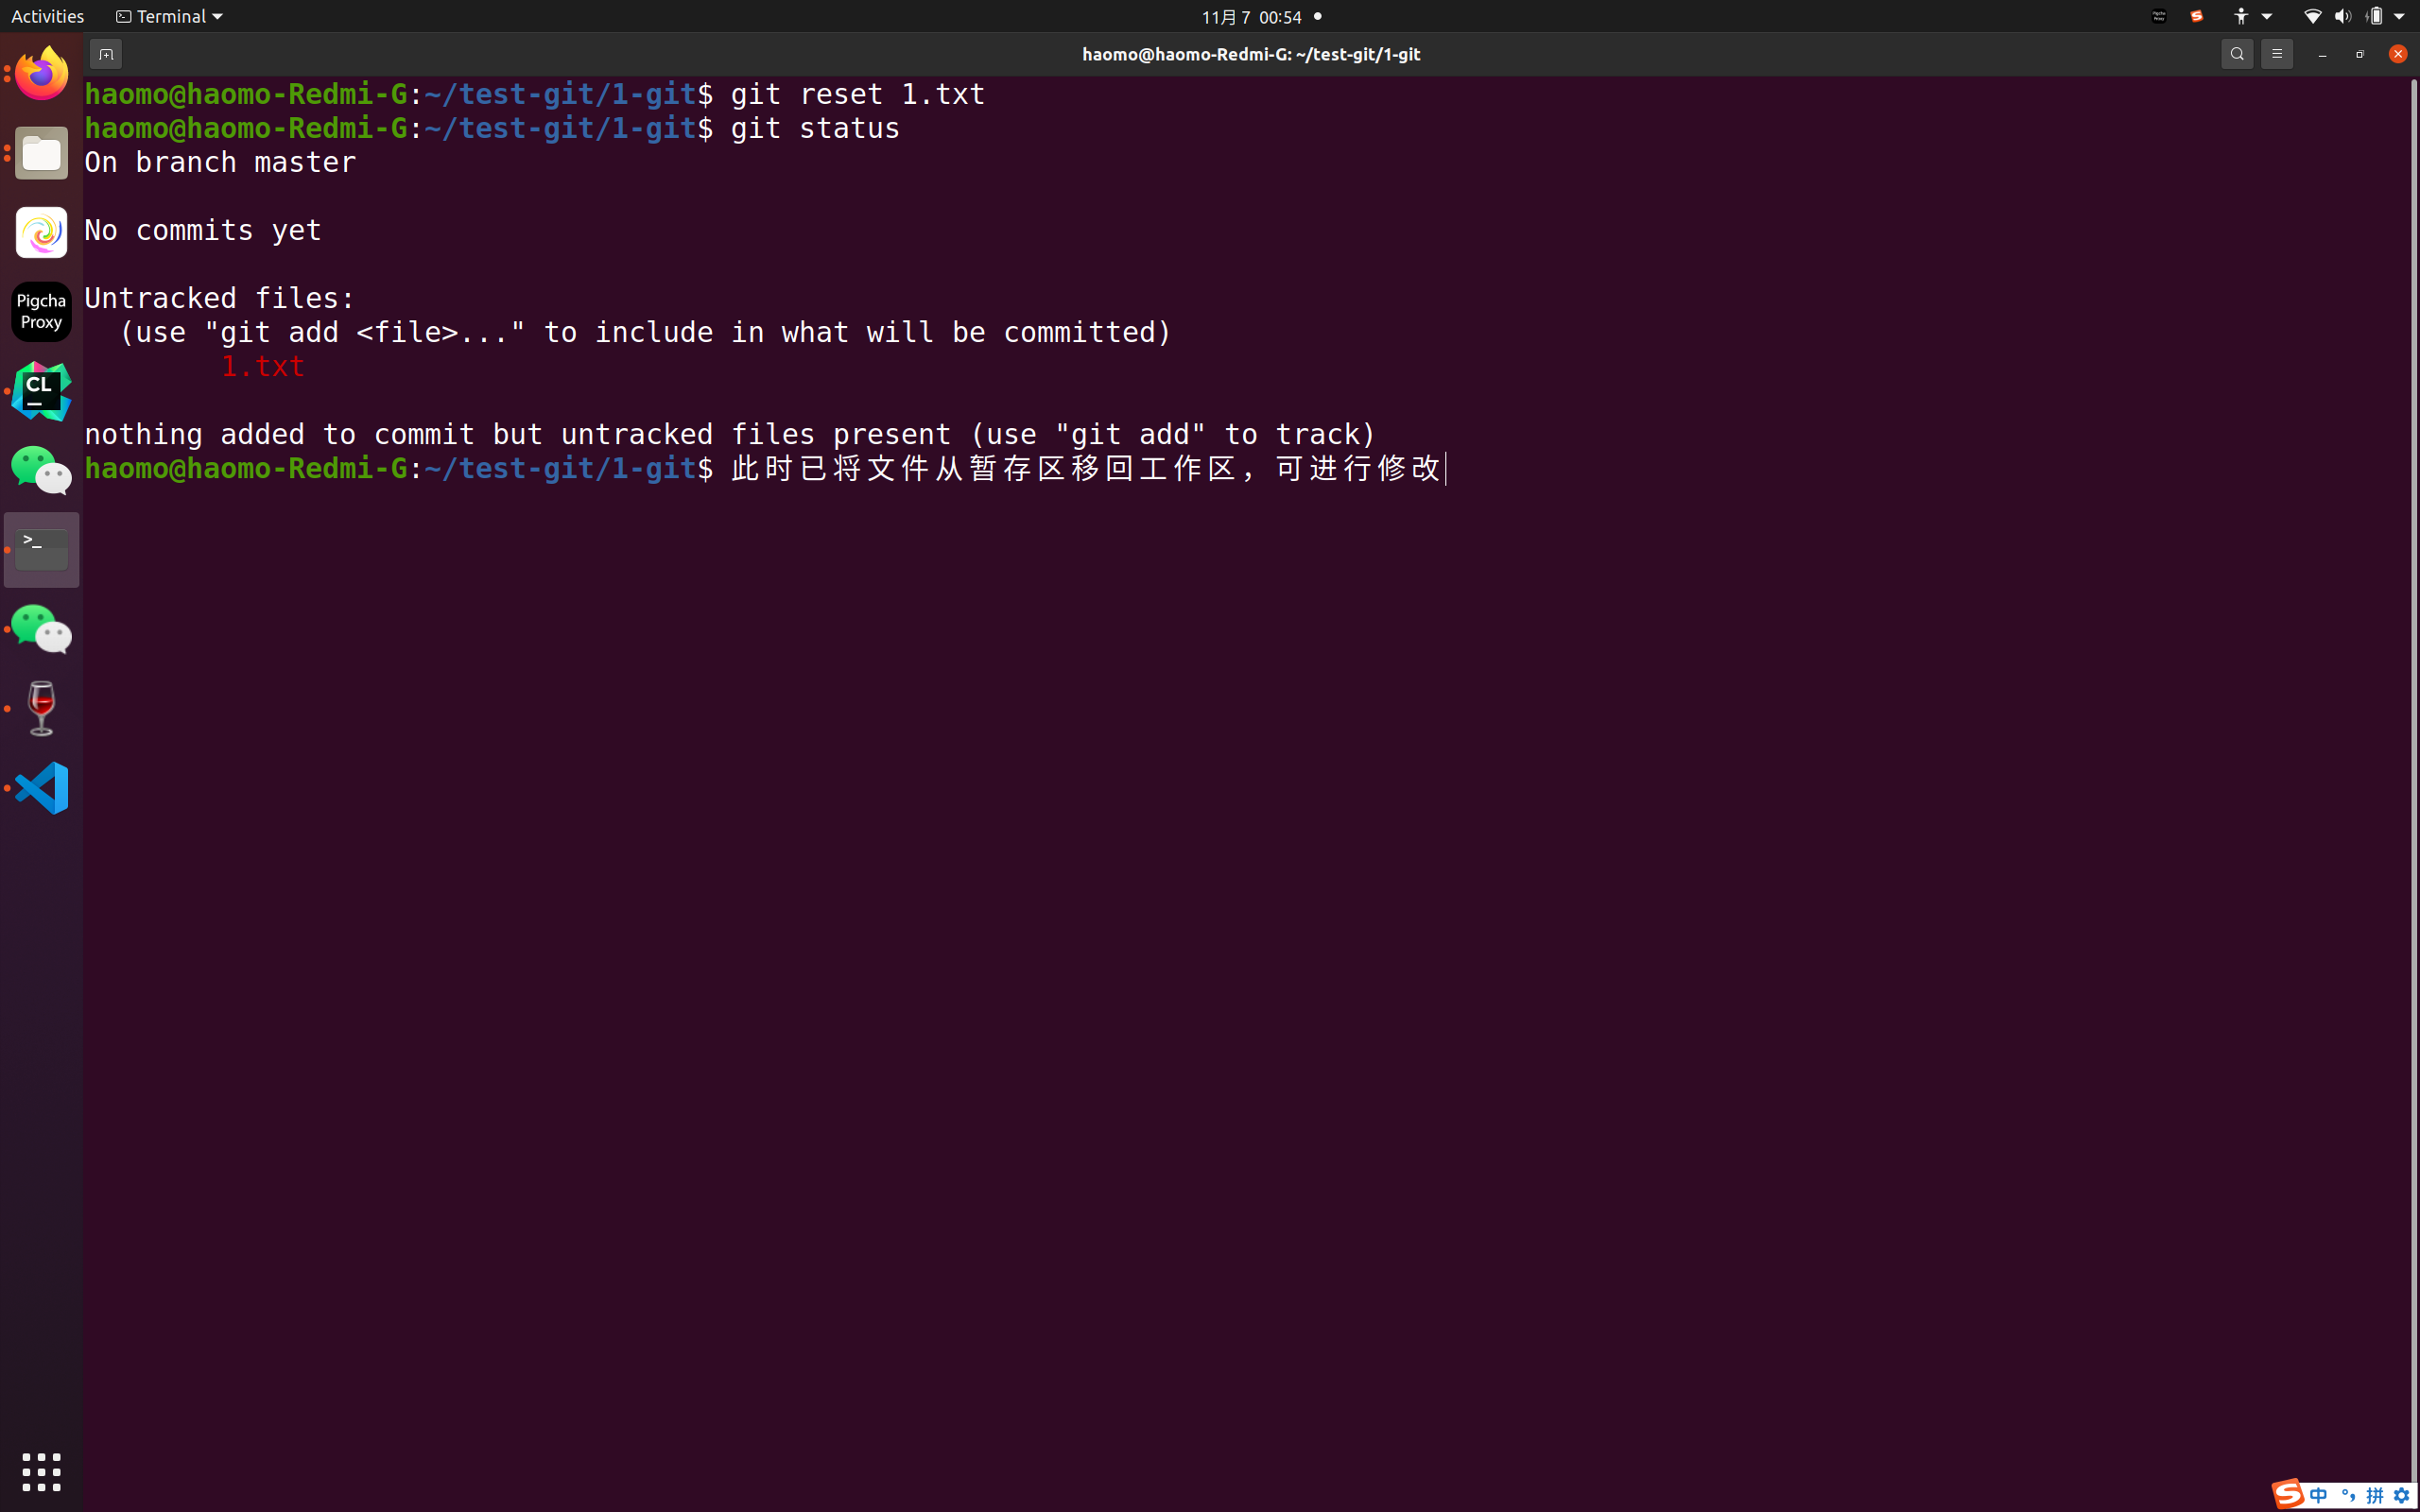 Activities
Terminal
11月 7 00:54
haomo@haomo-Redmi-G: ~/test-git/1-git
haomo@haomo-Redmi-G:~/test-git/1-git$ git reset 1.txt
haomo@haomo-Redmi-G:~/test-git/1-git$ git status
On branch master
No commits yet
Untracked files:
(use "git add <file>..." to include in what will be committed)
1.txt
nothing added to commit but untracked files present (use "git add" to track)
haomo@haomo-Redmi-G:~/test-git/1-git$ 此时已将文件从暂存区移回工作区，可进行修改
Pigcha
Proxy
CL
>_
中 °, 拼